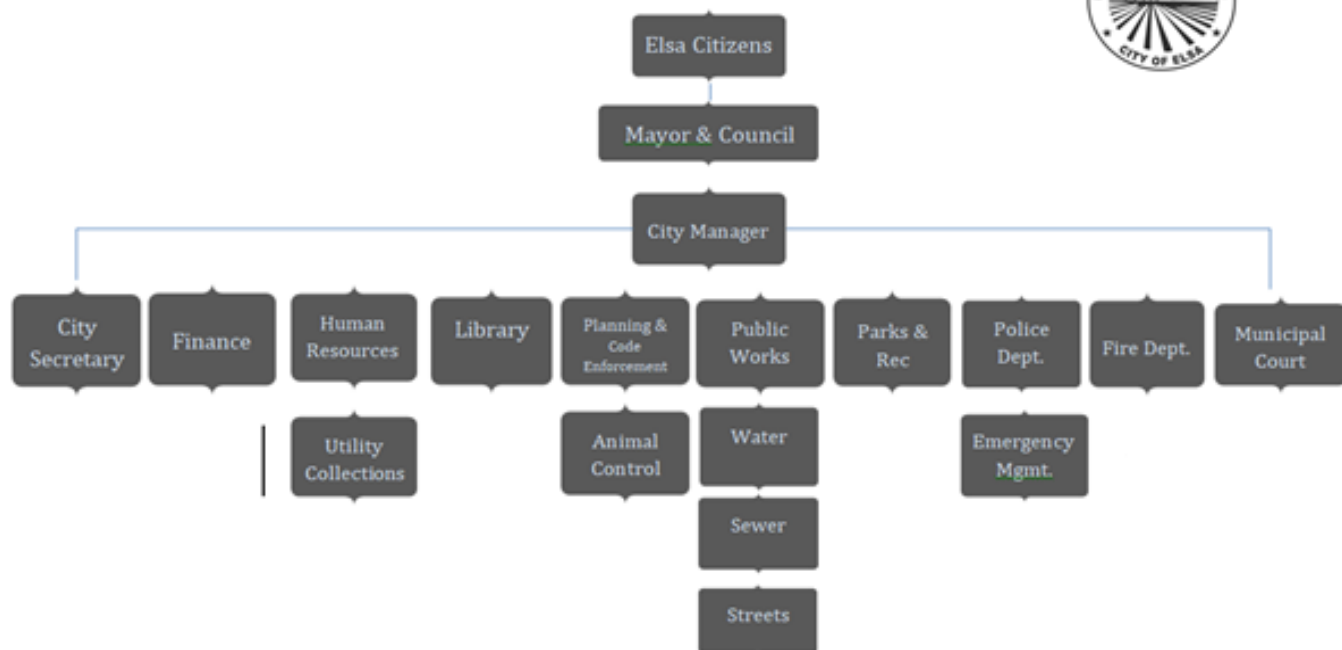 CITY OF ELSA
Elsa Citizens
Mayor & Council
City Manager
City
Secretary
Finance
Human
Resources
Library
Planning &
Code
Enforcement
Public
Works
Parks &
Rec
Police
Dept.
Fire Dept.
Municipal
Court
Utility
Collections
Animal
Control
Water
Emergency
Mgmt.
Sewer
Streets